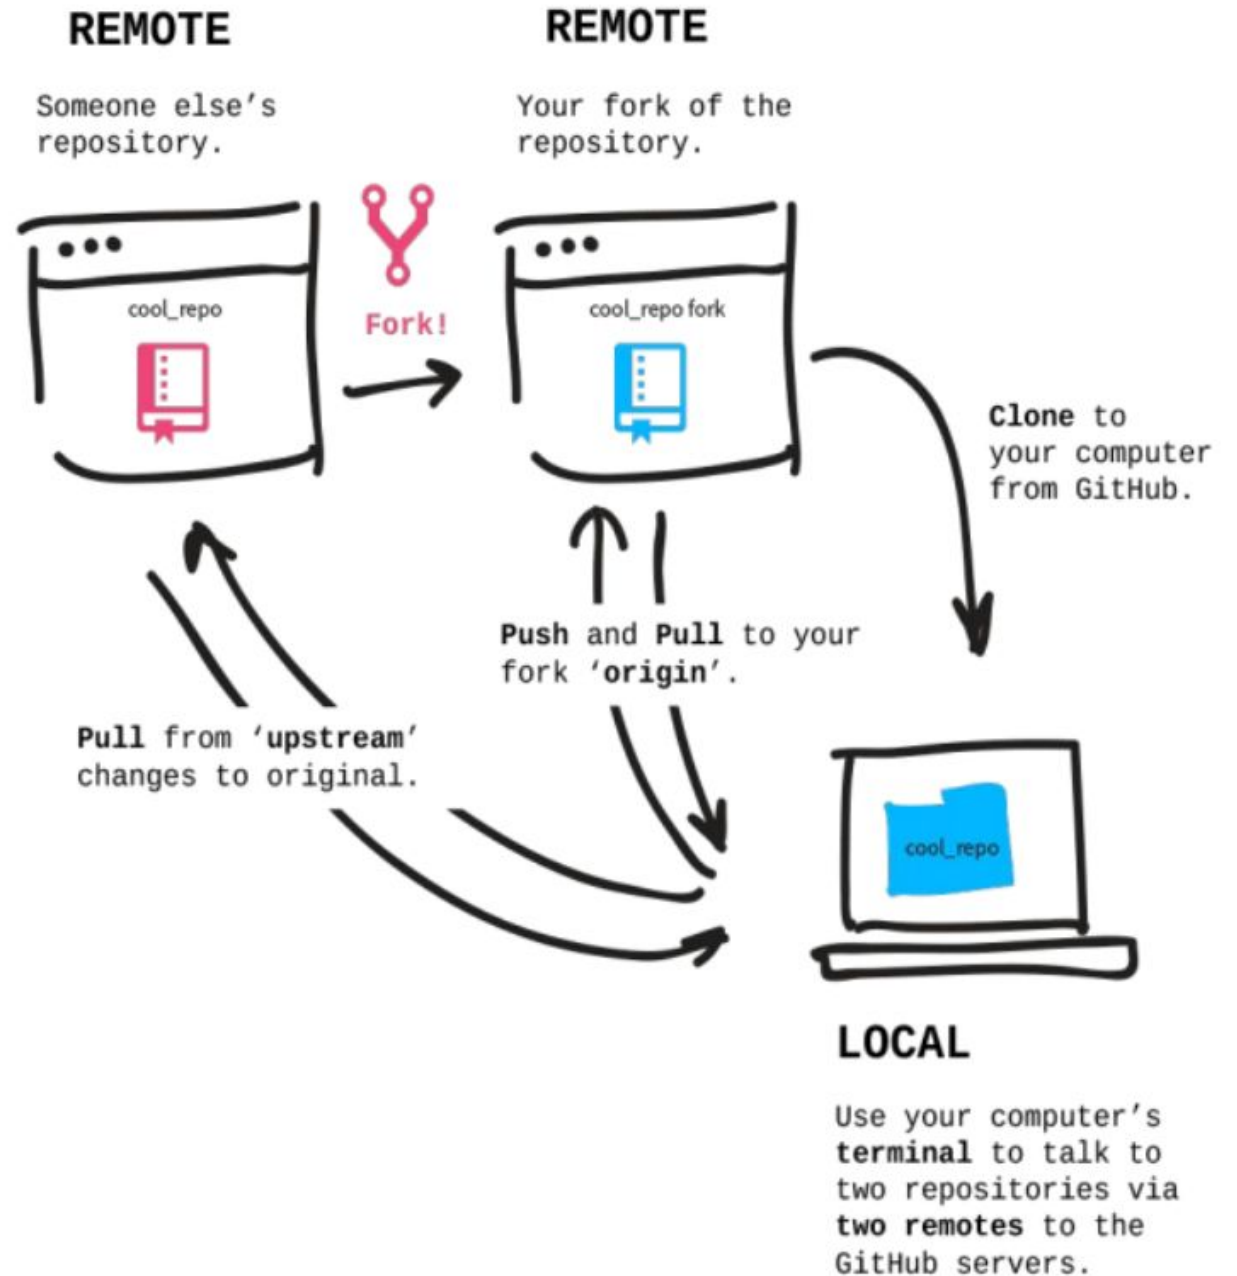 REMOTE
Someone else’s
repository.
REMOTE
Your fork of the
repository.
cool_repo
Fork!
cool_repo fork
Clone to
your computer
from GitHub.
Push and Pull to your
fork ‘origin’.
Pull from ‘upstream’
changes to original.
cool_repo
LOCAL
Use your computer’s
terminal to talk to
two repositories via
two remotes to the
GitHub servers.